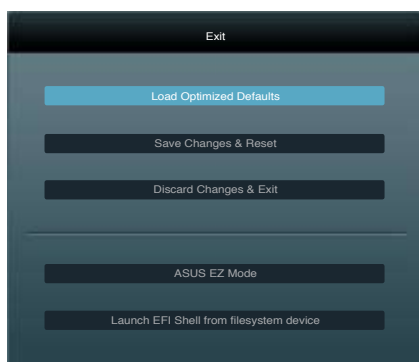 Exit
Load Optimized Defaults
Save Changes & Reset
Discard Changes & Exit
ASUS EZ Mode
Launch EFI Shell from filesystem device